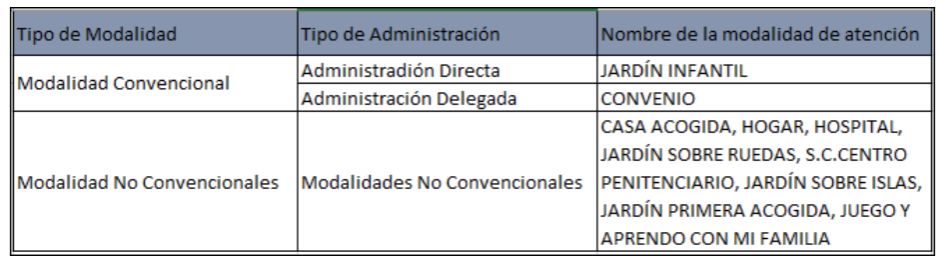 Tipo de Modalidad Tipo de Administración Nombre de la modalidad de atención
Modalidad Convencional
Administradión Directa JARDÍN INFANTIL
Administración Delegada CONVENIO
Modalidad No Convencionales Modalidades No Convencionales
CASA ACOGIDA, HOGAR, HOSPITAL,
JARDÍN SOBRE RUEDAS, S.C.CENTRO
PENITENCIARIO, JARDÍN SOBRE ISLAS,
JARDÍN PRIMERA ACOGIDA, JUEGO Y
APRENDO CON MI FAMILIA